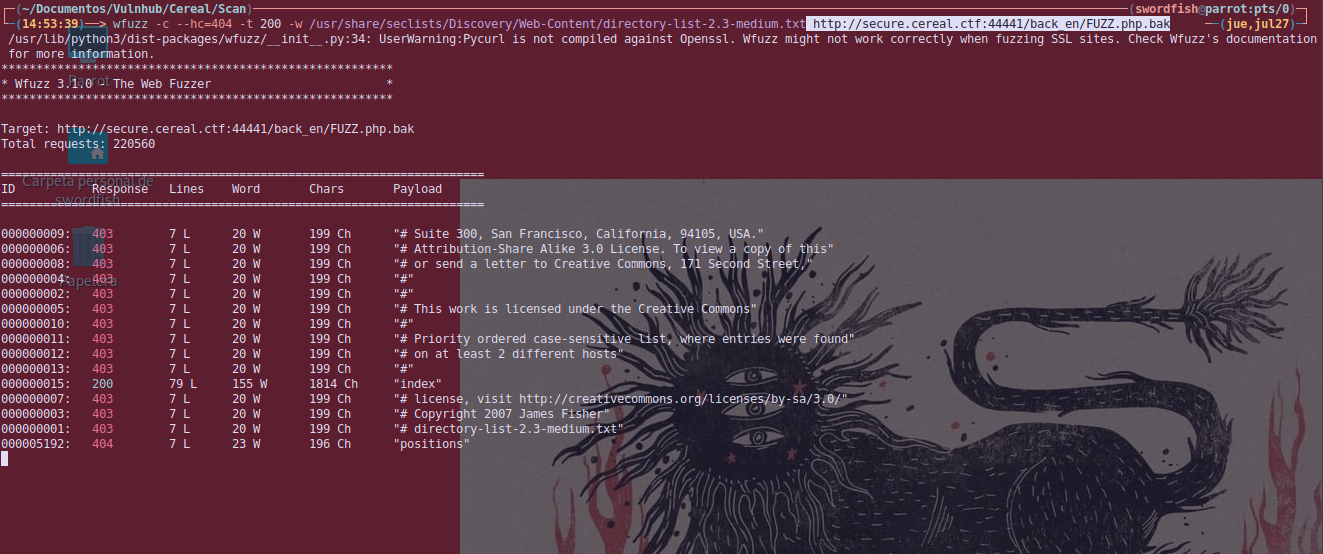 (~/Documentos/Vulnhub/Cereal/Scan) (swordfish@parrot:pts/0)
(14:53:39)—> wfuzz -c --hc=404 -t 200 -w /usr/share/seclists/Discovery/Web-Content/directory-list-2.3-medium.txt http://secure.cereal.ctf:44441/back_en/FUZZ.php.bak (jue,jul27)
/usr/lib/python3/dist-packages/wfuzz/__init__.py:34: UserWarning:Pycurl is not compiled against Openssl. Wfuzz might not work correctly when fuzzing SSL sites. Check Wfuzz's documentation
for more information.
********************************************************
* Wfuzz 3.1.0 - The Web Fuzzer *
********************************************************
Target: http://secure.cereal.ctf:44441/back_en/FUZZ.php.bak
Total requests: 220560
=====================================================================
ID Response Lines Word Chars Payload
=====================================================================
000000009: 403 7 L 20 W 199 Ch "# Suite 300, San Francisco, California, 94105, USA."
000000006: 403 7 L 20 W 199 Ch "# Attribution-Share Alike 3.0 License. To view a copy of this"
000000008: 403 7 L 20 W 199 Ch "# or send a letter to Creative Commons, 171 Second Street,"
000000004: 403 7 L 20 W 199 Ch "#"
000000002: 403 7 L 20 W 199 Ch "#"
000000005: 403 7 L 20 W 199 Ch "# This work is licensed under the Creative Commons"
000000010: 403 7 L 20 W 199 Ch "#"
000000011: 403 7 L 20 W 199 Ch "# Priority ordered case-sensitive list, where entries were found"
000000012: 403 7 L 20 W 199 Ch "# on at least 2 different hosts"
000000013: 403 7 L 20 W 199 Ch "#"
000000015: 200 79 L 155 W 1814 Ch "index"
000000007: 403 7 L 20 W 199 Ch "# license, visit http://creativecommons.org/licenses/by-sa/3.0/"
000000003: 403 7 L 20 W 199 Ch "# Copyright 2007 James Fisher"
000000001: 403 7 L 20 W 199 Ch "# directory-list-2.3-medium.txt"
000005192: 404 7 L 23 W 196 Ch "positions"
Parrot
Carpeta personal de
swordfish
Papelera